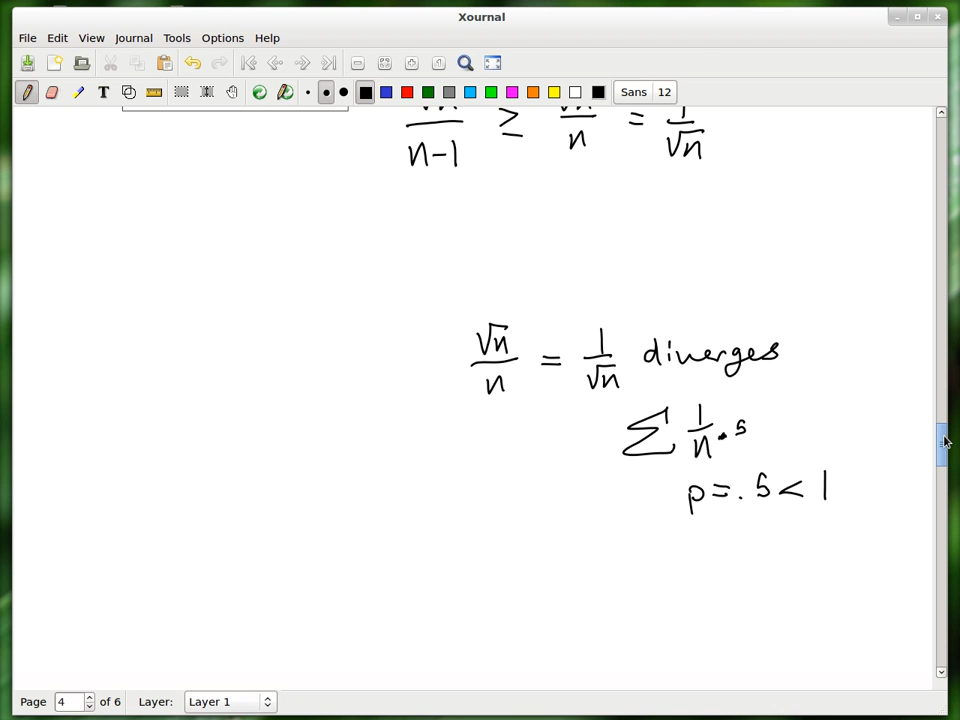 Xournal
File Edit View Journal Tools Options Help
T Sans 12
√n/(n-1) ≥ √n/n = 1/√n
√n/n = 1/√n diverges
∑ 1/n^.5
p = .5 < 1
Page 4 of 6 Layer: Layer 1